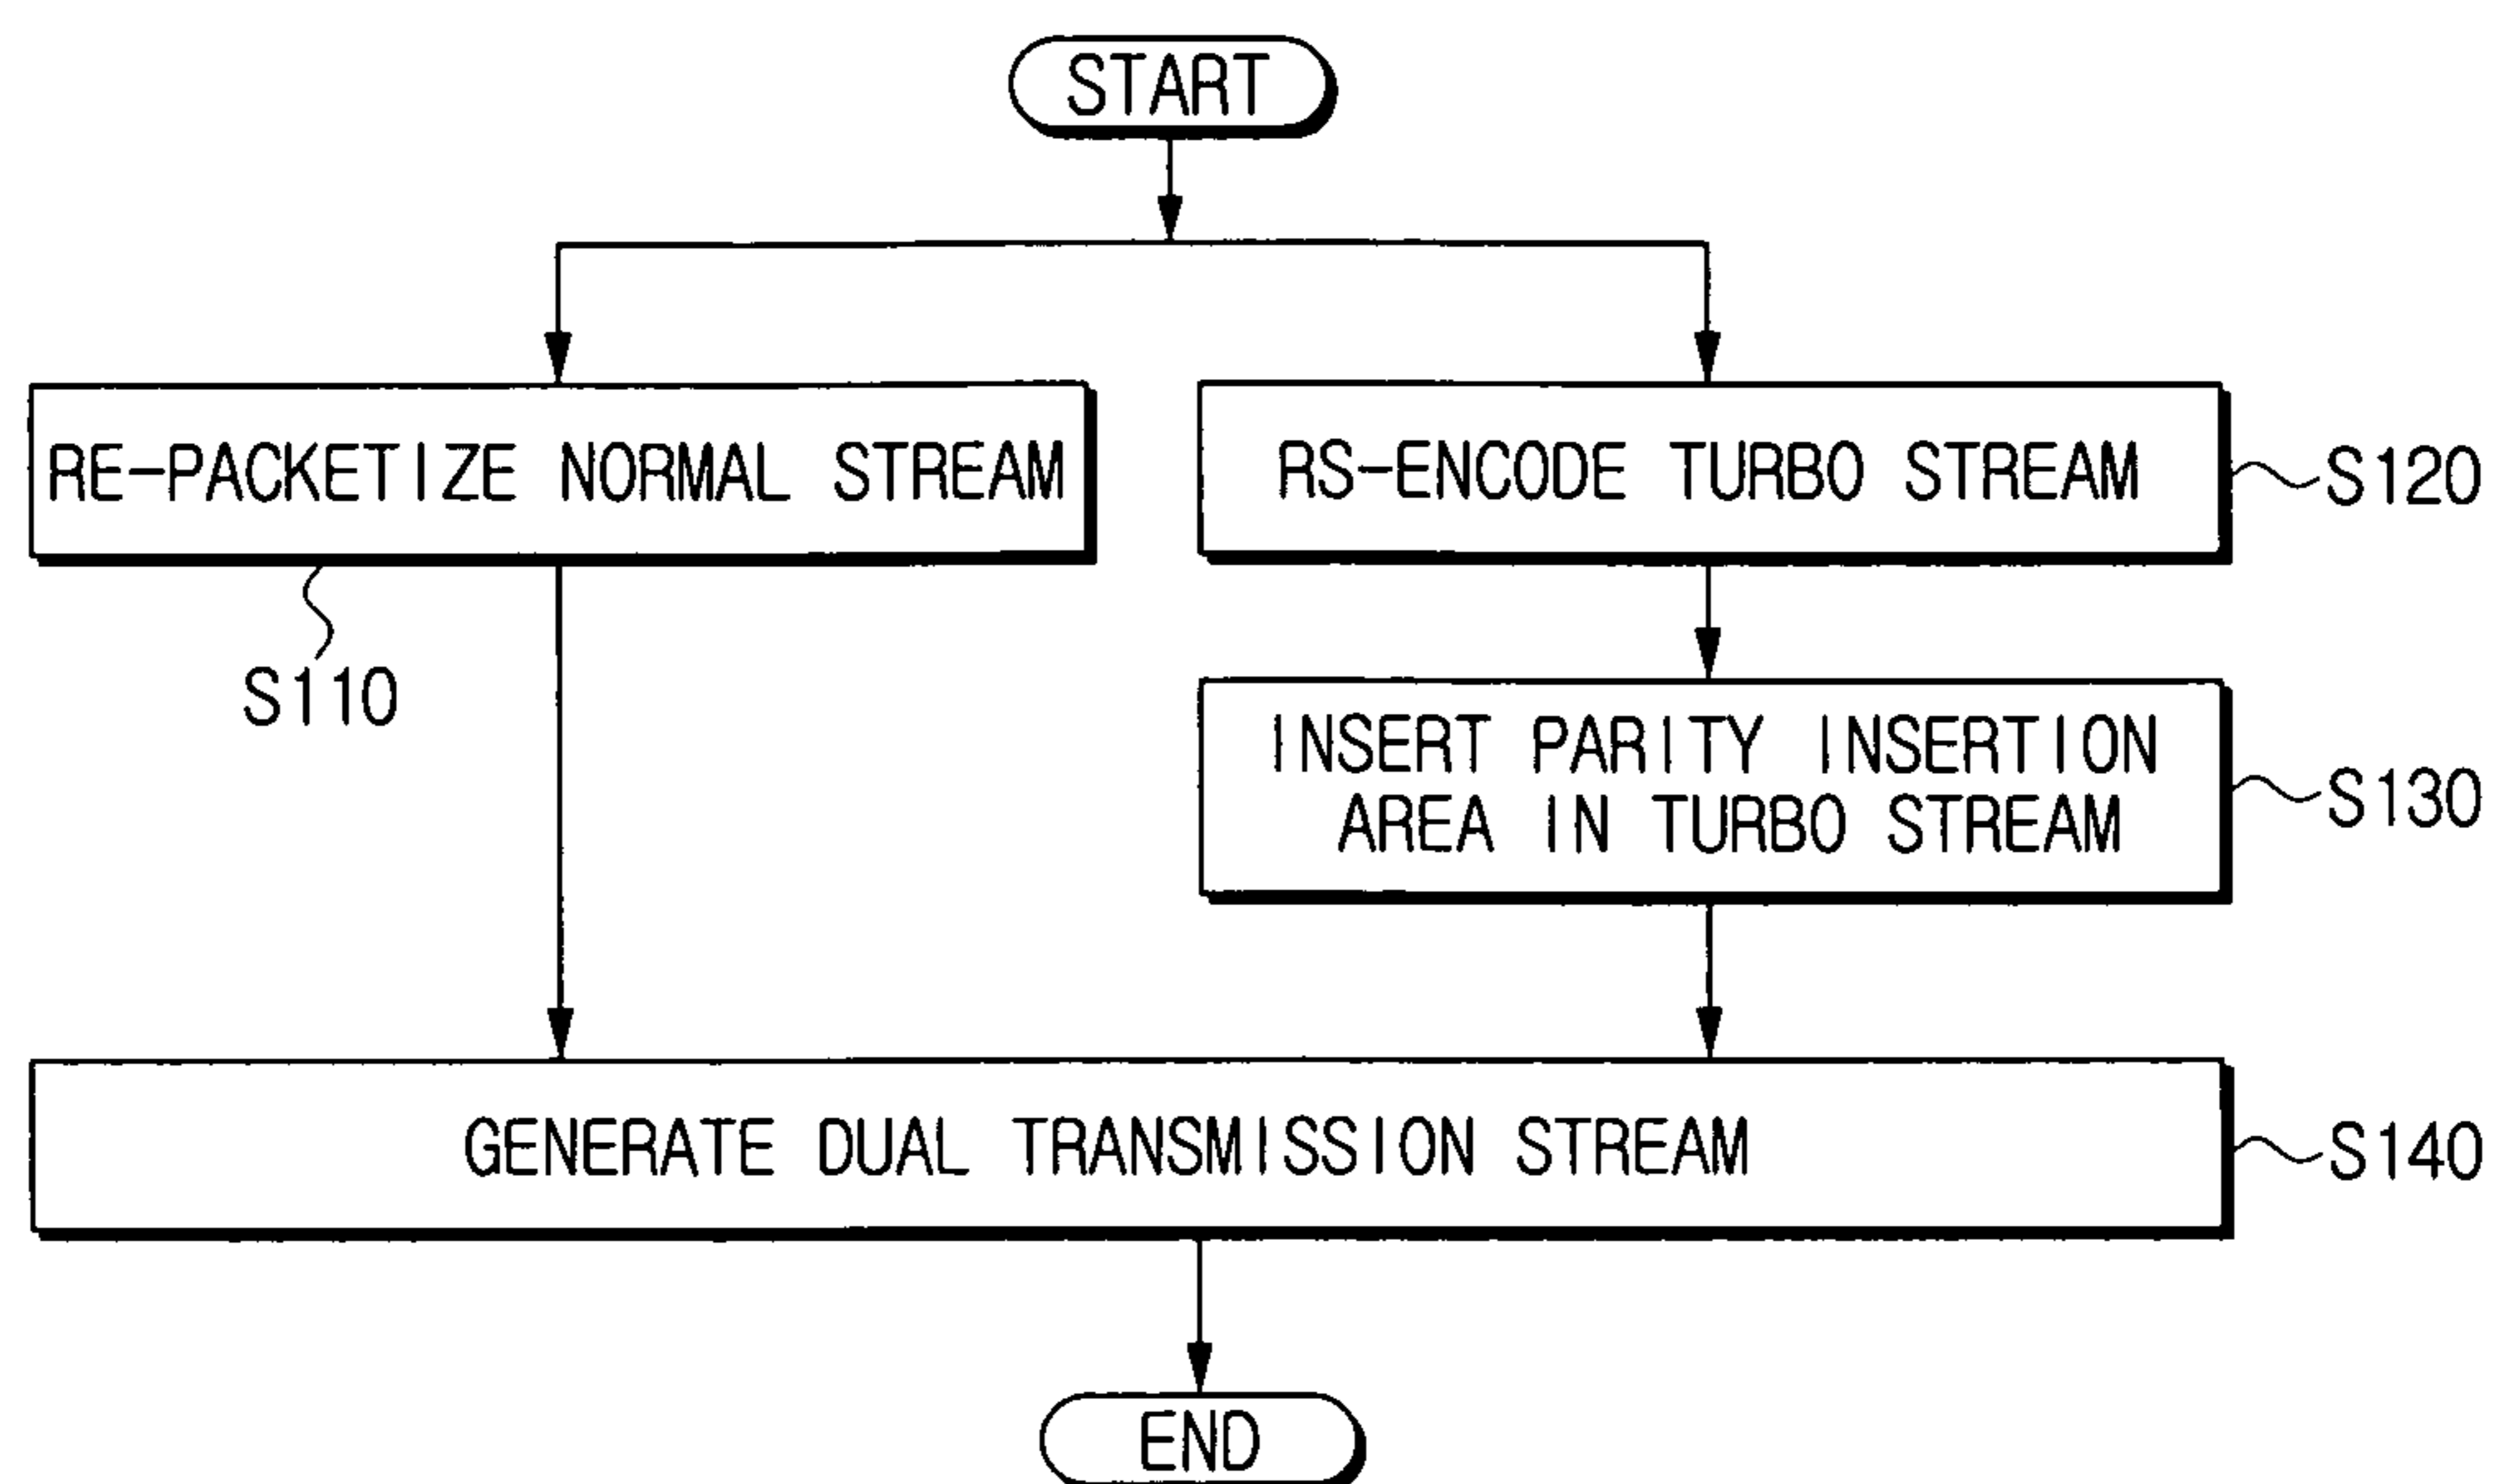 START
RE-PACKETIZE NORMAL STREAM
S110
RS-ENCODE TURBO STREAM
S120
INSERT PARITY INSERTION
AREA IN TURBO STREAM
S130
GENERATE DUAL TRANSMISSION STREAM
S140
END